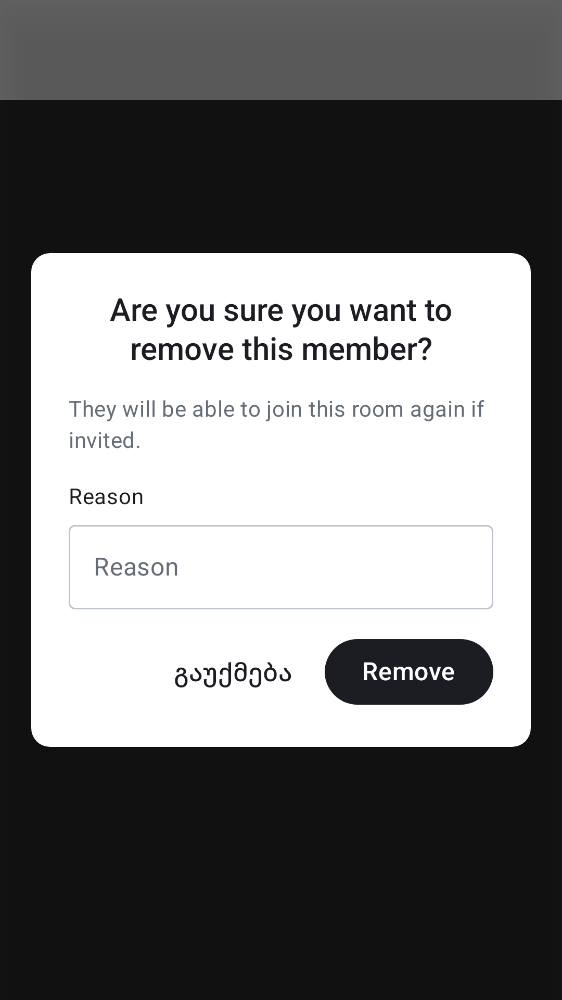 Are you sure you want to
remove this member?
They will be able to join this room again if
invited.
Reason
Reason
გაუქმება
Remove